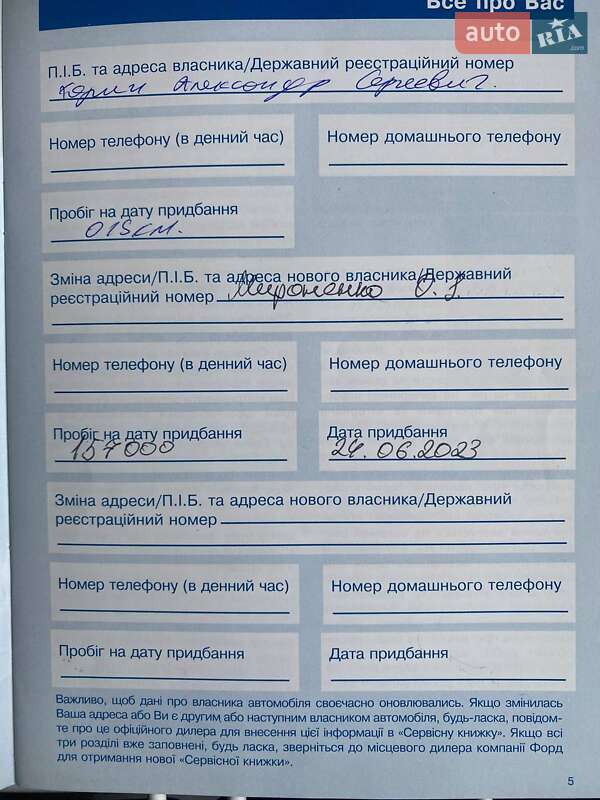 Все про Вас
auto RIA .com
П.І.Б. та адреса власника/Державний реєстраційний номер
Александр Сергеевич.
Номер телефону (в денний час)
Номер домашнього телефону
Пробіг на дату придбання
015км.
Зміна адреси/П.І.Б. та адреса нового власника/Державний
реєстраційний номер Мироненко О.
Номер телефону (в денний час)
Номер домашнього телефону
Пробіг на дату придбання
157000
Дата придбання
24.06.2023
Зміна адреси/П.І.Б. та адреса нового власника/Державний
реєстраційний номер
Номер телефону (в денний час)
Номер домашнього телефону
Пробіг на дату придбання
Дата придбання
Важливо, щоб дані про власника автомобіля своєчасно оновлювались. Якщо змінилась
Ваша адреса або Ви є другим, або наступним власником автомобіля, будь-ласка, повідом-
те про це офіційного дилера для внесення цієї інформації в «Сервісну книжку». Якщо всі
три розділі вже заповнені, будь ласка, зверніться до місцевого дилера компанії Форд
для отримання нової «Сервісної книжки».
5